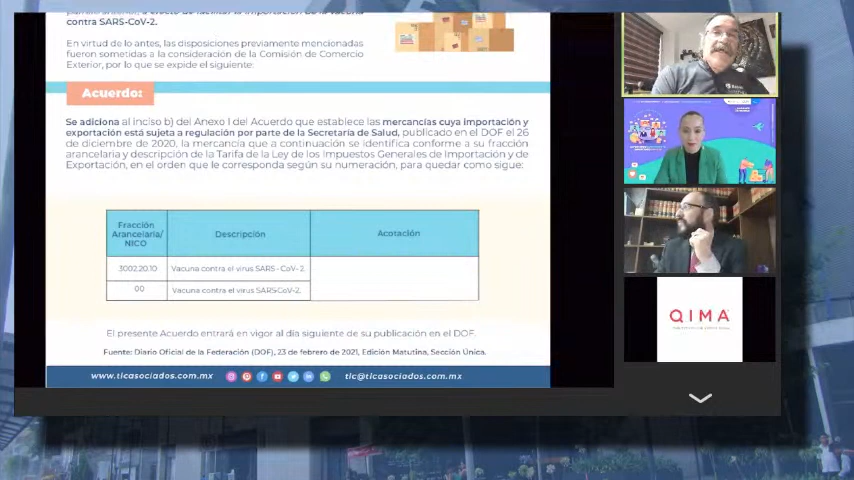 contra SARS-CoV-2.
En virtud de lo antes, las disposiciones previamente mencionadas
fueron sometidas a la consideración de la Comisión de Comercio
Exterior, por lo que se expide el siguiente:
Acuerdo:
Se adiciona al inciso b) del Anexo I del Acuerdo que establece las mercancías cuya importación y
exportación está sujeta a regulación por parte de la Secretaría de Salud, publicado en el DOF el 26
de diciembre de 2020, la mercancía que a continuación se identifica conforme a su fracción
arancelaria y descripción de la Tarifa de la Ley de los Impuestos Generales de Importación y de
Exportación, en el orden que le corresponda según su numeración, para quedar como sigue:
Fracción
Arancelaria/
NICO
Descripción
Acotación
3002.20.10
Vacuna contra el virus SARS - CoV- 2.
00
Vacuna contra el virus SARS-CoV-2.
El presente Acuerdo entrará en vigor al día siguiente de su publicación en el DOF.
Fuente: Diario Oficial de la Federación (DOF), 23 de febrero de 2021, Edición Matutina, Sección Única.
www.tlcasociados.com.mx
tlc@tlcasociados.com.mx
QIMA